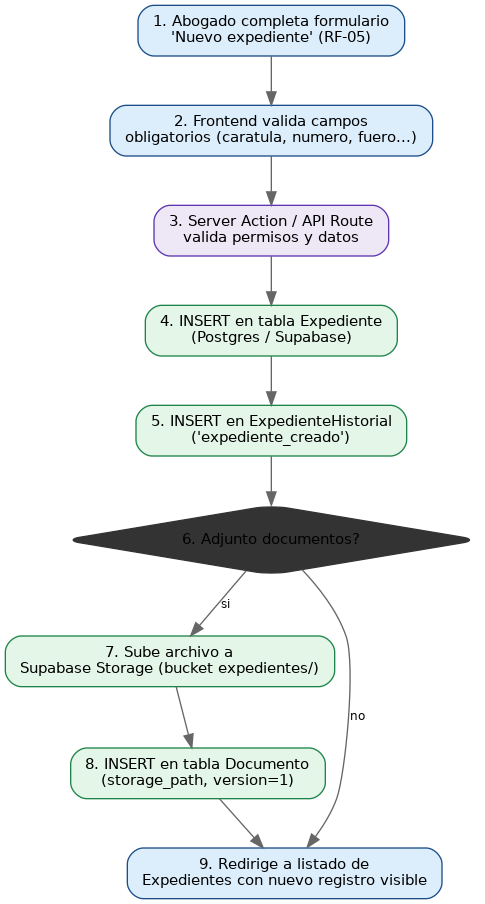 1. Abogado completa formulario
'Nuevo expediente' (RF-05)
2. Frontend valida campos
obligatorios (caratula, numero, fuero...)
3. Server Action / API Route
valida permisos y datos
4. INSERT en tabla Expediente
(Postgres / Supabase)
5. INSERT en ExpedienteHistorial
('expediente_creado')
6. Adjunto documentos?
si
7. Sube archivo a
Supabase Storage (bucket expedientes/)
no
8. INSERT en tabla Documento
(storage_path, version=1)
9. Redirige a listado de
Expedientes con nuevo registro visible